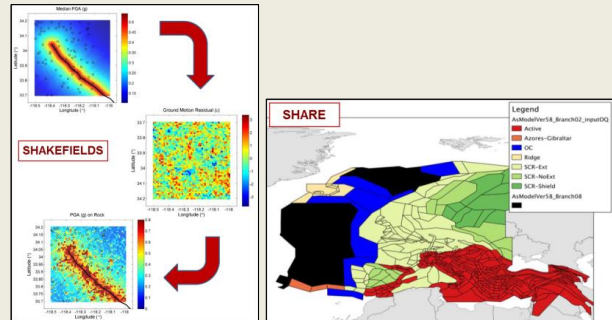 Median PGA (g)
Latitude (°)
Longitude (°)
Ground Motion Residual (ε)
Latitude (°)
Longitude (°)
SHAKEFIELDS
PGA (g) on Rock
Latitude (°)
Longitude (°)
SHARE
Legend
AsModelVer58_Branch02_inputOQ
Active
Azores-Gibraltar
OC
Ridge
SCR-Ext
SCR-NoExt
SCR-Shield
AsModelVer58_Branch08